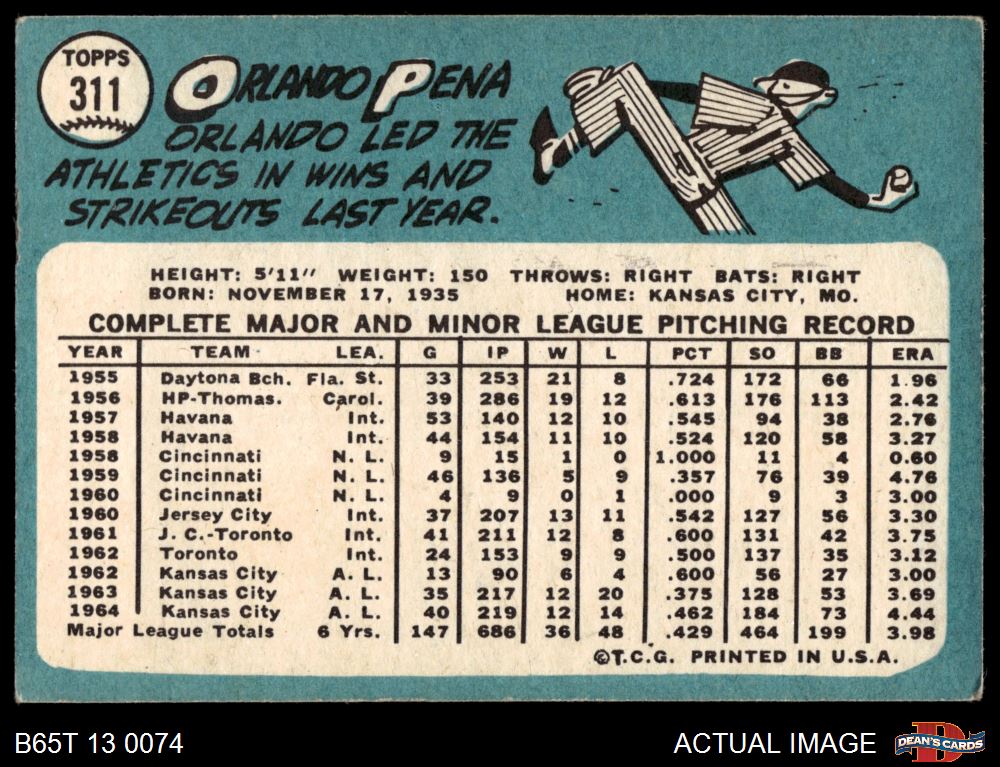 TOPPS
311
ORLANDO PENA
ORLANDO LED THE
ATHLETICS IN WINS AND
STRIKEOUTS LAST YEAR.
HEIGHT: 5'11" WEIGHT: 150 THROWS: RIGHT BATS: RIGHT
BORN: NOVEMBER 17, 1935 HOME: KANSAS CITY, MO.
COMPLETE MAJOR AND MINOR LEAGUE PITCHING RECORD
YEAR TEAM LEA. G IP W L PCT SO BB ERA
1955 Daytona Bch. Fla. St. 33 253 21 8 .724 172 66 1.96
1956 HP-Thomas. Carol. 39 286 19 12 .613 176 113 2.42
1957 Havana Int. 53 140 12 10 .545 94 38 2.76
1958 Havana Int. 44 154 11 10 .524 120 58 3.27
1958 Cincinnati N. L. 9 15 1 0 1.000 11 4 0.60
1959 Cincinnati N. L. 46 136 5 9 .357 76 39 4.76
1960 Cincinnati N. L. 4 9 0 1 .000 9 3 3.00
1960 Jersey City Int. 37 207 13 11 .542 127 56 3.30
1961 J. C.-Toronto Int. 41 211 12 8 .600 131 42 3.75
1962 Toronto Int. 24 153 9 9 .500 137 35 3.12
1962 Kansas City A. L. 13 90 6 4 .600 56 27 3.00
1963 Kansas City A. L. 35 217 12 20 .375 128 53 3.69
1964 Kansas City A. L. 40 219 12 14 .462 184 73 4.44
Major League Totals 6 Yrs. 147 686 36 48 .429 464 199 3.98
©T.C.G. PRINTED IN U.S.A.
B65T 13 0074 ACTUAL IMAGE DEAN'S CARDS